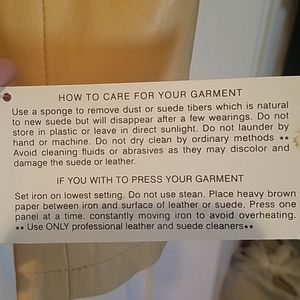 HOW TO CARE FOR YOUR GARMENT
Use a sponge to remove dust or suede tibers which is natural
to new suede but will disappear after a few wearings. Do not
store in plastic or leave in direct sunlight. Do not launder by
hand or machine. Do not dry clean by ordinary methods ★★
Avoid cleaning fluids or abrasives as they may discolor and
damage the suede or leather.
IF YOU WITH TO PRESS YOUR GARMENT
Set iron on lowest setting. Do not use stean. Place heavy brown
paper between iron and surface of leather or suede. Press one
panel at a time. constantly moving iron to avoid overheating.
★★ Use ONLY professional leather and suede cleaners★★